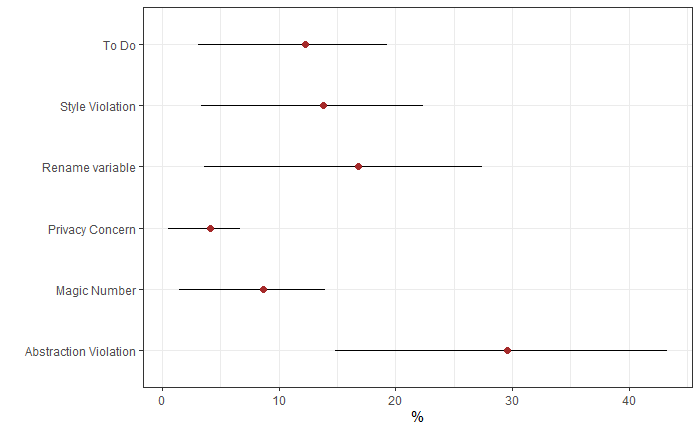 To Do
Style Violation
Rename variable
Privacy Concern
Magic Number
Abstraction Violation
0 10 20 30 40
%